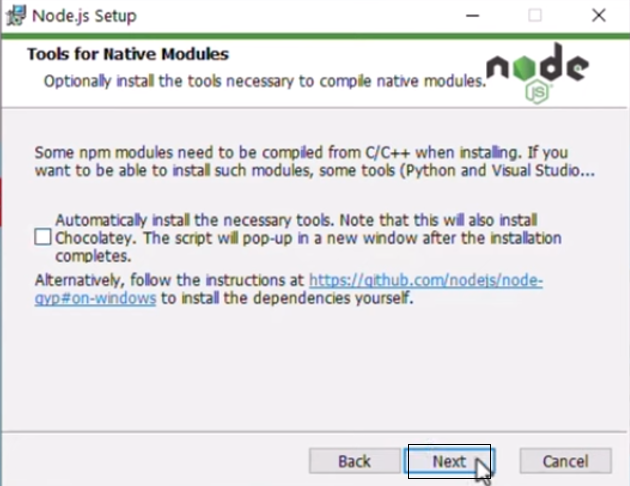 Node.js Setup
Tools for Native Modules
Optionally install the tools necessary to compile native modules.
node
JS
Some npm modules need to be compiled from C/C++ when installing. If you
want to be able to install such modules, some tools (Python and Visual Studio...
Automatically install the necessary tools. Note that this will also install
Chocolatey. The script will pop-up in a new window after the installation
completes.
Alternatively, follow the instructions at https://github.com/nodejs/node-
gyp#on-windows to install the dependencies yourself.
Back Next Cancel